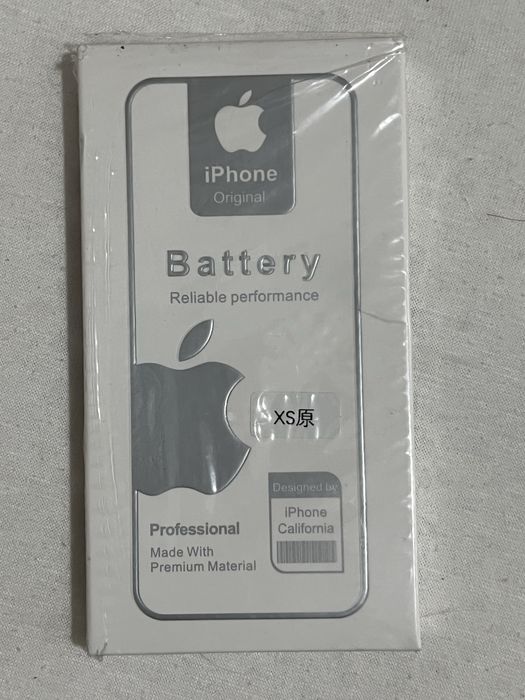 iPhone
Original
Battery
Reliable performance
XS原
Designed by
iPhone
California
Professional
Made With
Premium Material